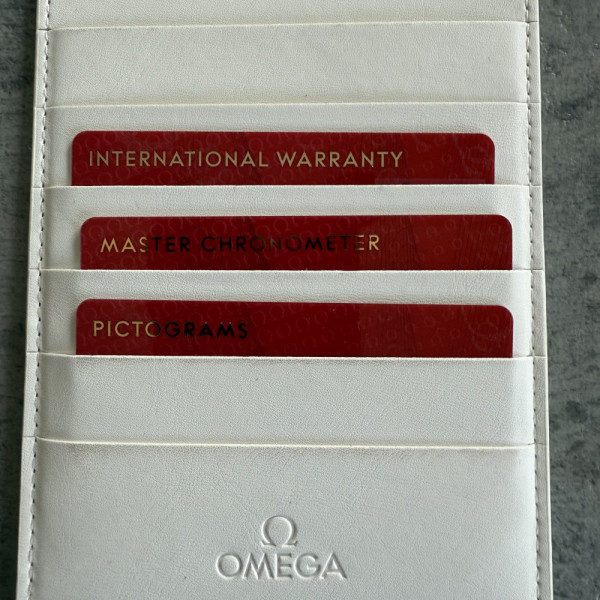 INTERNATIONAL WARRANTY
MASTER CHRONOMETER
PICTOGRAMS
Ω
OMEGA